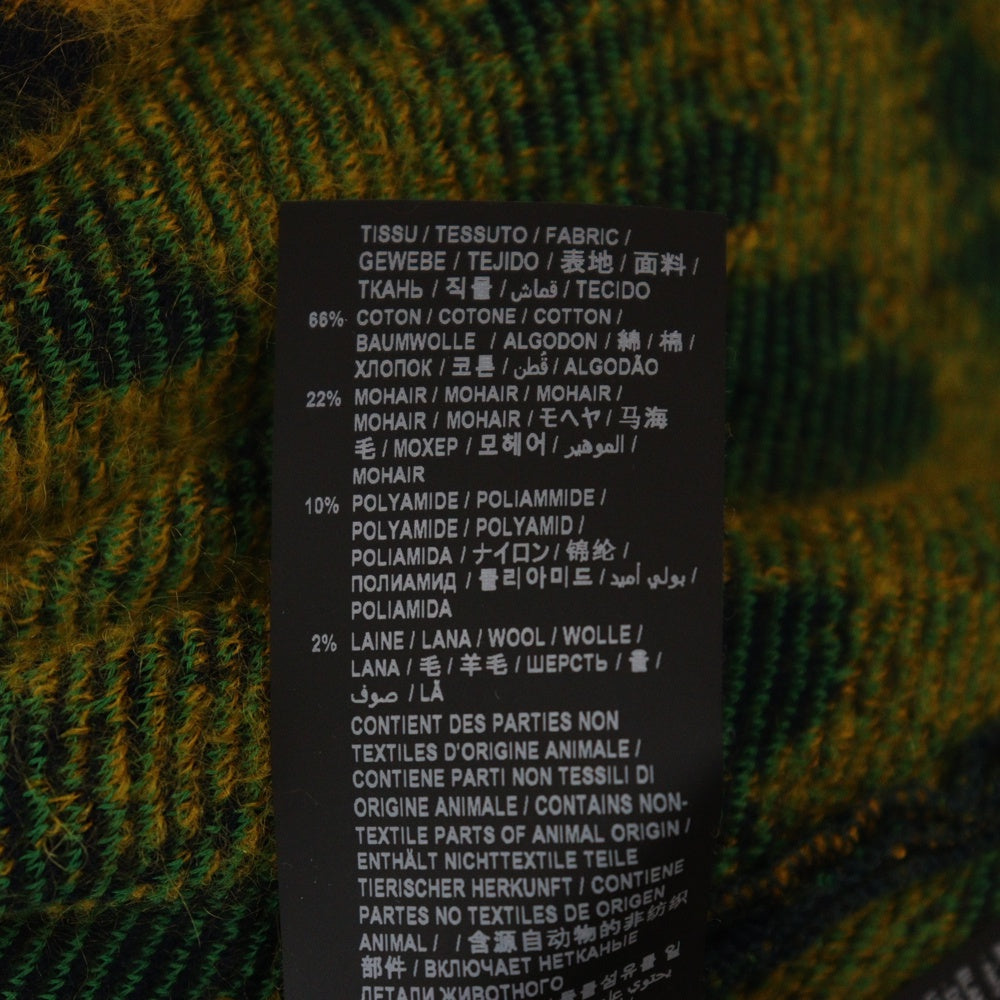 TISSU / TESSUTO / FABRIC /
GEWEBE / TEJIDO / 表地 / 面料 /
ТКАНЬ / 직물 / قماش / TECIDO
66% COTON / COTONE / COTTON /
BAUMWOLLE / ALGODON / 綿 / 棉 /
ХЛОПОК / 코튼 / قُطن / ALGODÃO
22% MOHAIR / MOHAIR / MOHAIR /
MOHAIR / MOHAIR / モヘヤ / 马海
毛 / МОХЕР / 모헤어 / الموهير /
MOHAIR
10% POLYAMIDE / POLIAMMIDE /
POLYAMIDE / POLYAMID /
POLIAMIDA / ナイロン / 锦纶 /
ПОЛИАМИД / 폴리아미드 / بولي أميد /
POLIAMIDA
2% LAINE / LANA / WOOL / WOLLE /
LANA / 毛 / 羊毛 / ШЕРСТЬ / 울 /
صوف / LÃ
CONTIENT DES PARTIES NON
TEXTILES D'ORIGINE ANIMALE /
CONTIENE PARTI NON TESSILI DI
ORIGINE ANIMALE / CONTAINS NON-
TEXTILE PARTS OF ANIMAL ORIGIN /
ENTHÄLT NICHTTEXTILE TEILE
TIERISCHER HERKUNFT / CONTIENE
PARTES NO TEXTILES DE ORIGEN
ANIMAL / / 含源自动物的非纺织
部件 / ВКЛЮЧАЕТ НЕТКАНЫЕ
ДЕТАЛИ ЖИВОТНОГО